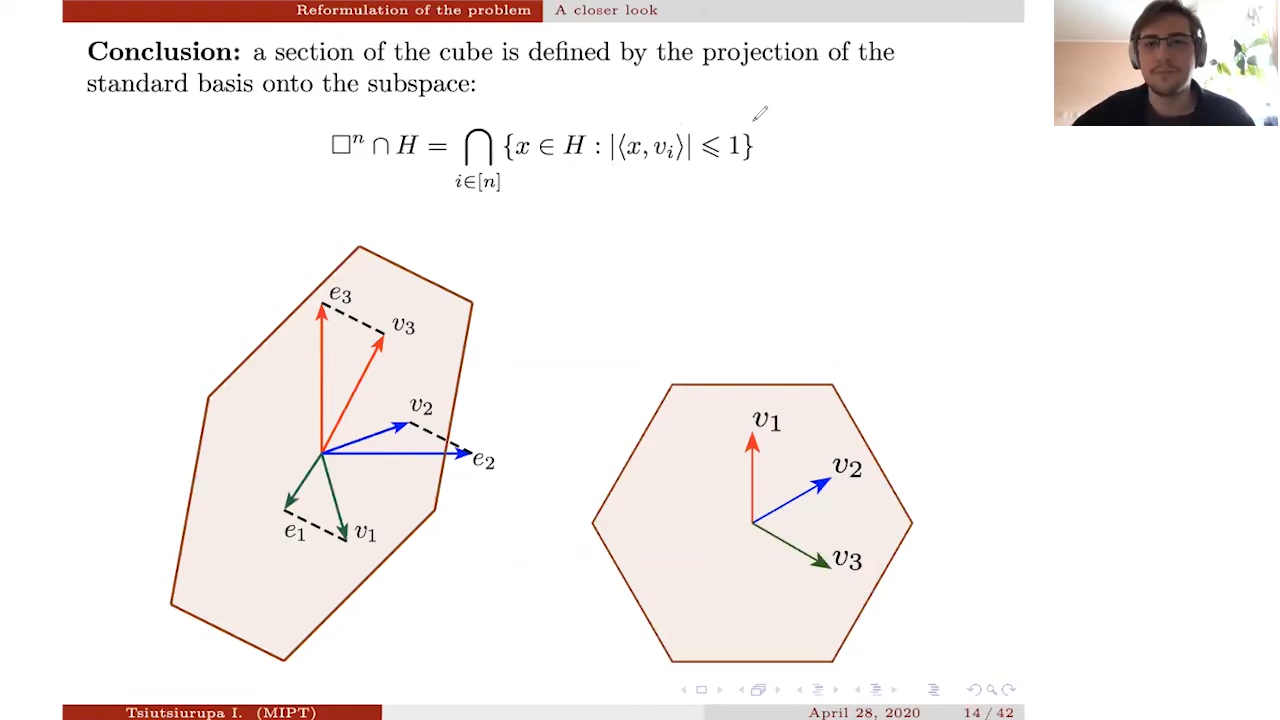 Reformulation of the problem A closer look
Conclusion: a section of the cube is defined by the projection of the
standard basis onto the subspace:
□ⁿ ∩ H = ⋂ {x ∈ H : |⟨x, vᵢ⟩| ⩽ 1}
i∈[n]
e₃
v₃
v₂
e₂
e₁
v₁
v₁
v₂
v₃
Tsiutsiurupa I. (MIPT) April 28, 2020 14 / 42